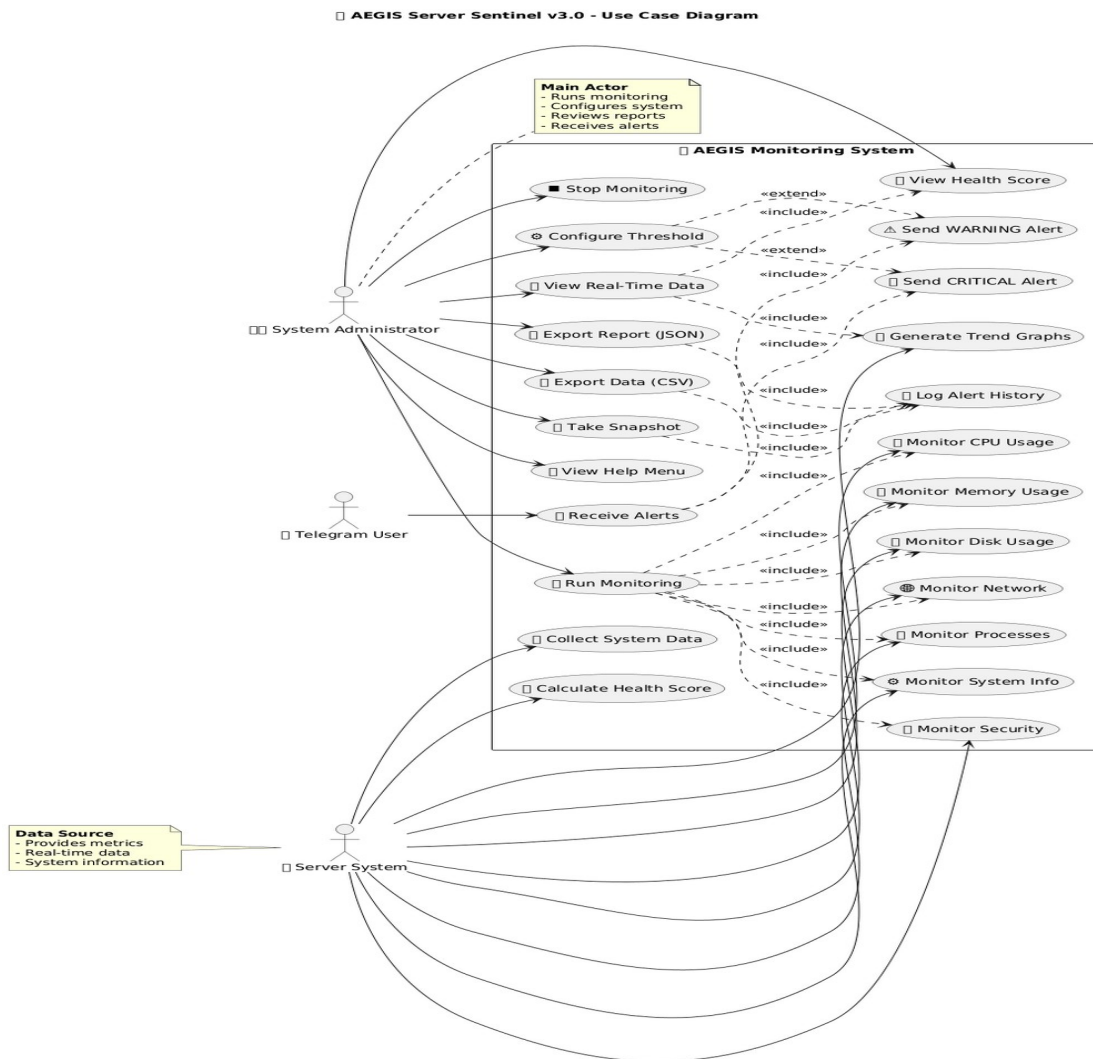 AEGIS Server Sentinel v3.0 - Use Case Diagram
Main Actor
- Runs monitoring
- Configures system
- Reviews reports
- Receives alerts
AEGIS Monitoring System
Stop Monitoring
View Health Score
«extend»
«include»
Configure Threshold
⚠ Send WARNING Alert
«extend»
«include»
View Real-Time Data
Send CRITICAL Alert
«include»
System Administrator
Export Report (JSON)
Generate Trend Graphs
«include»
Export Data (CSV)
«include»
Log Alert History
«include»
Take Snapshot
«include»
Monitor CPU Usage
View Help Menu
«include»
Monitor Memory Usage
Telegram User
Receive Alerts
«include»
Monitor Disk Usage
«include»
Run Monitoring
Monitor Network
«include»
«include»
Collect System Data
Monitor Processes
«include»
Calculate Health Score
Monitor System Info
«include»
Monitor Security
Data Source
- Provides metrics
- Real-time data
- System information
Server System